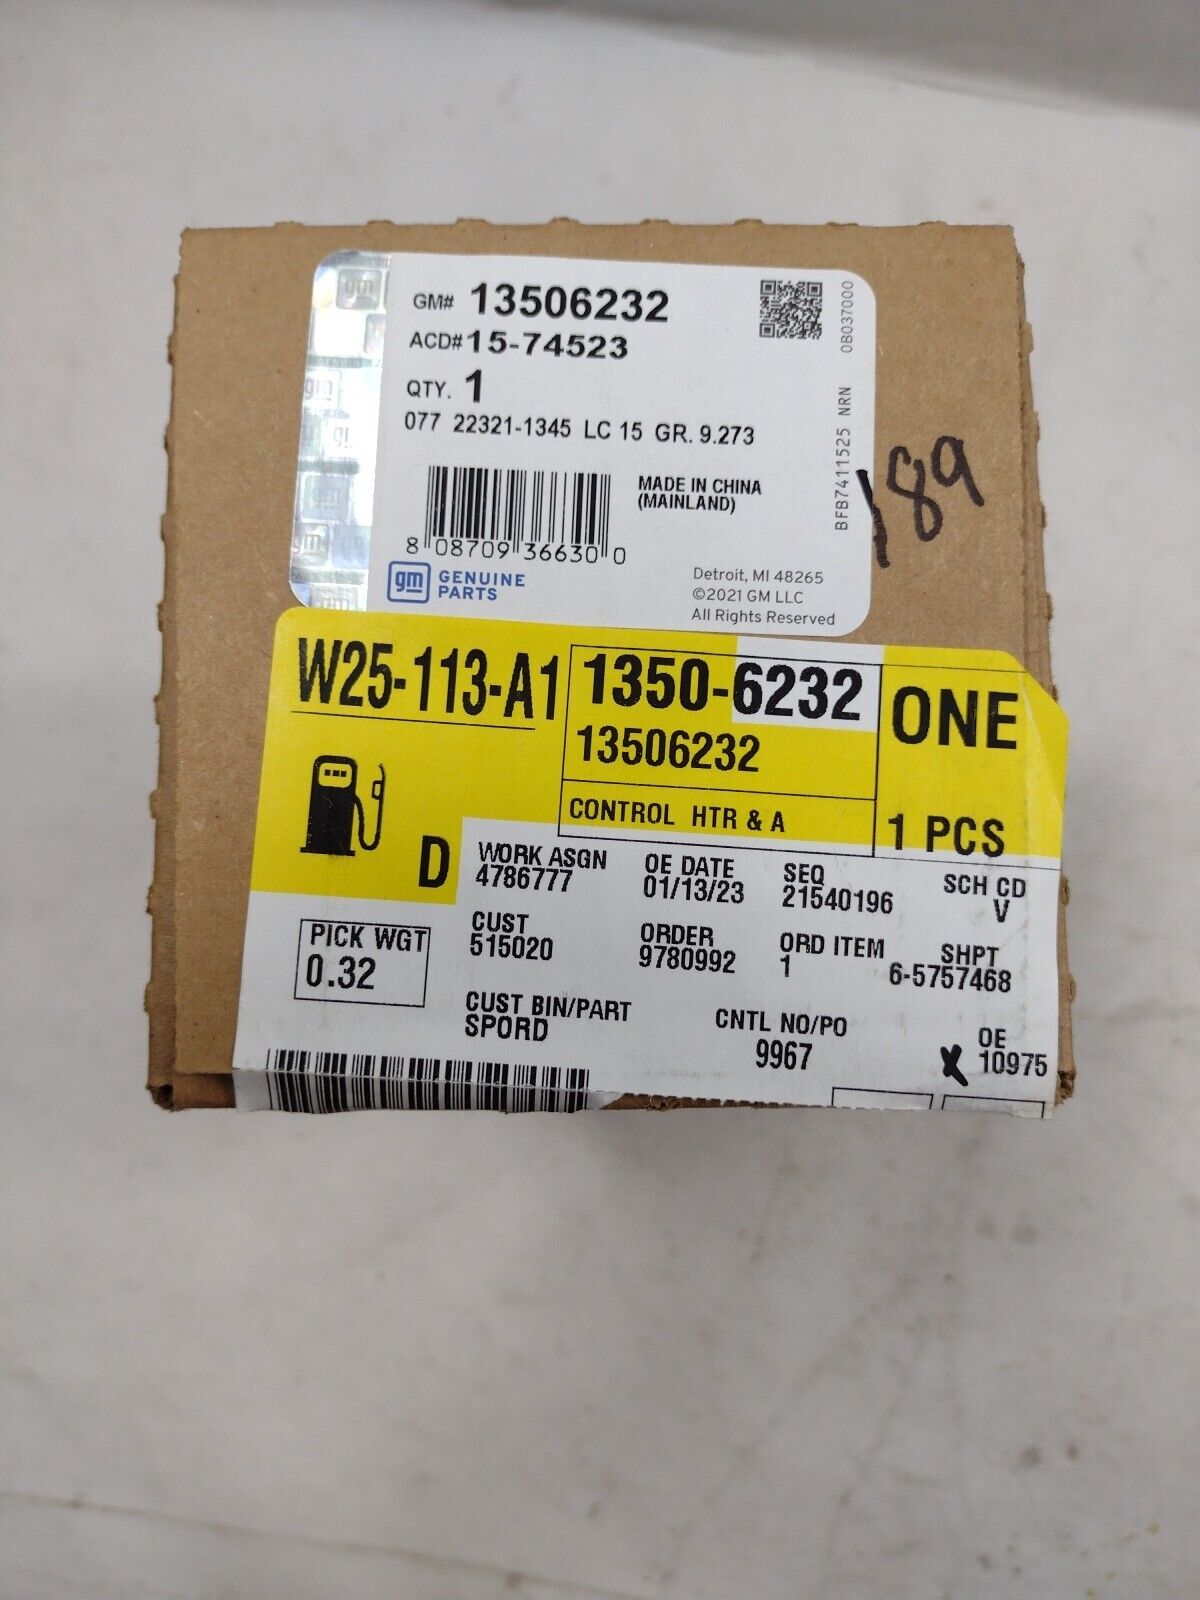 GM# 13506232
ACD# 15-74523
QTY. 1
077 22321-1345 LC 15 GR. 9.273
MADE IN CHINA
(MAINLAND)
8 08709 36630 0
gm GENUINE
PARTS
Detroit, MI 48265
©2021 GM LLC
All Rights Reserved
BFB7411525 NRN 0B037000
189
gm
gm
gm
W25-113-A1
1350-6232
13506232
CONTROL HTR & A
ONE
1 PCS
D
WORK ASGN
4786777
OE DATE
01/13/23
SEQ
21540196
SCH CD
V
PICK WGT
0.32
CUST
515020
ORDER
9780992
ORD ITEM
1
SHPT
6-5757468
CUST BIN/PART
SPORD
CNTL NO/PO
9967
X
OE
10975